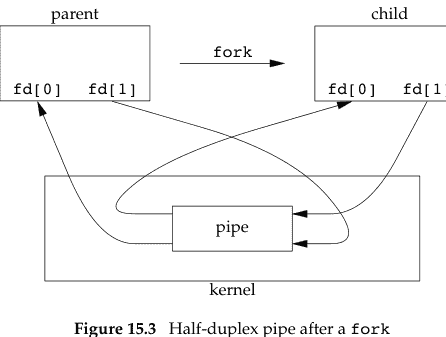 parent
child
fork
fd[0] fd[1]
fd[0] fd[1]
pipe
kernel
Figure 15.3 Half-duplex pipe after a fork